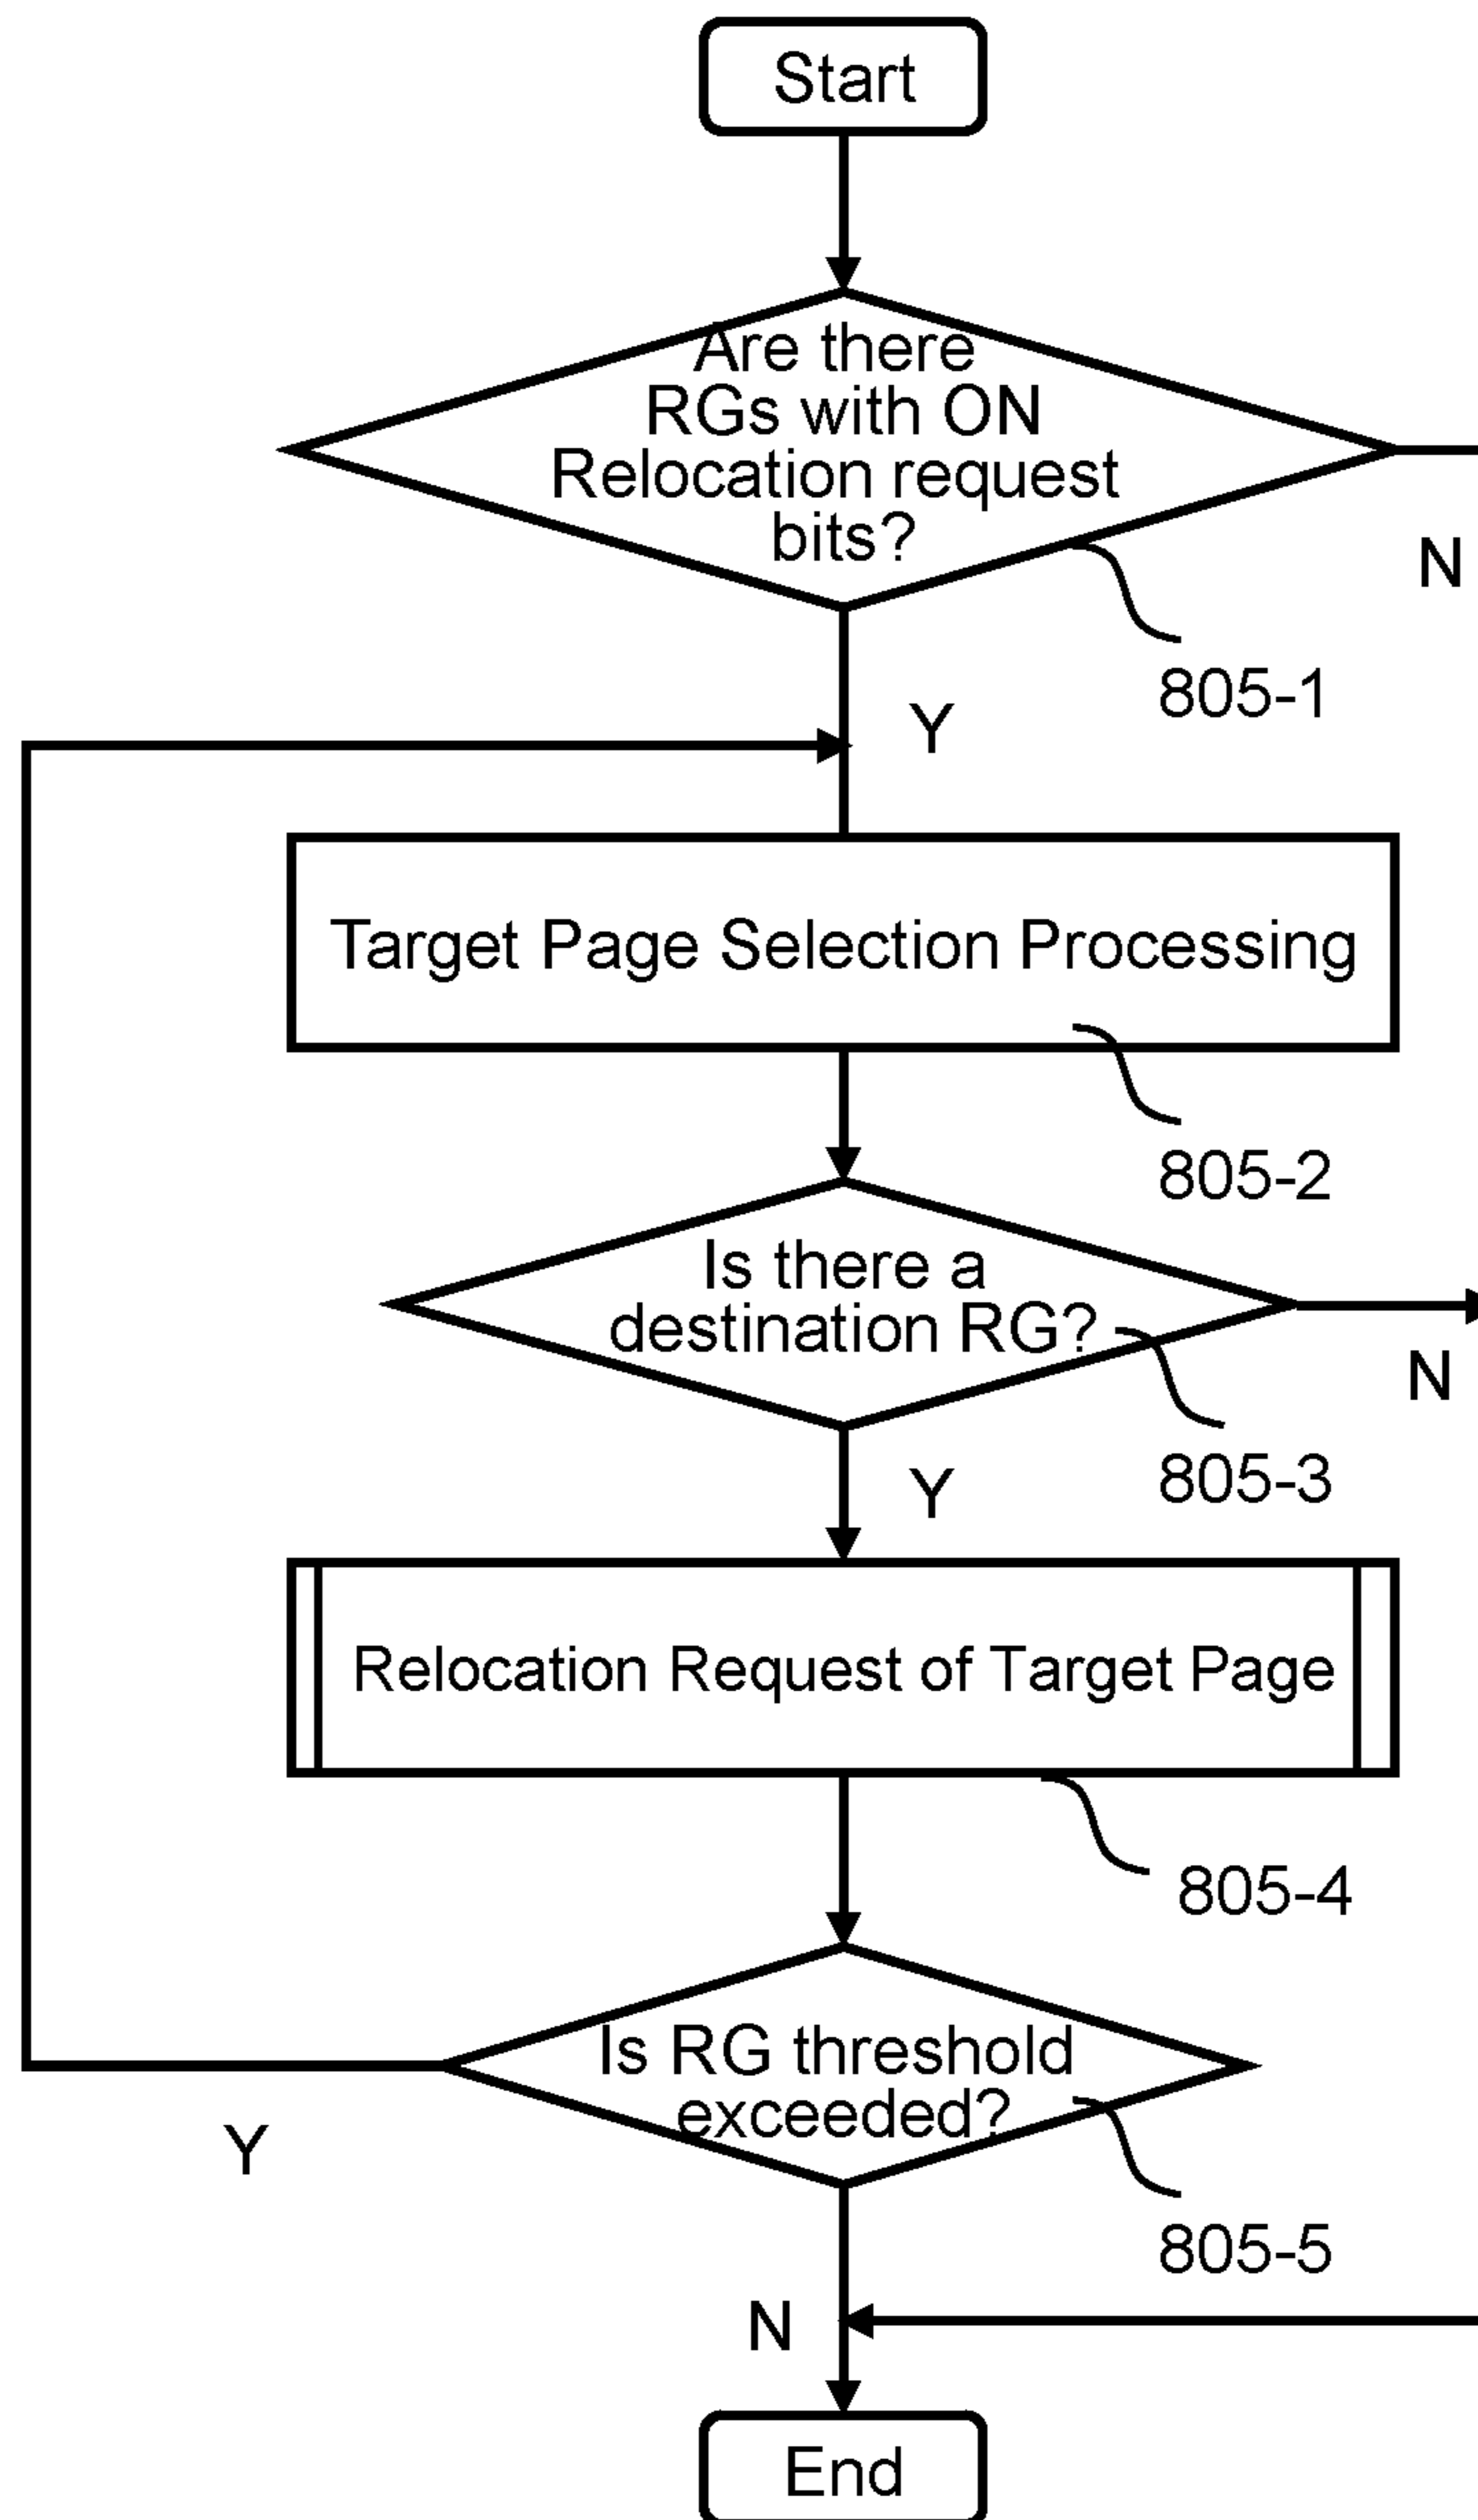 Start
Are there
RGs with ON
Relocation request
bits?
N
805-1
Y
Target Page Selection Processing
805-2
Is there a
destination RG?
N
805-3
Y
Relocation Request of Target Page
805-4
Is RG threshold
exceeded?
Y
805-5
N
End